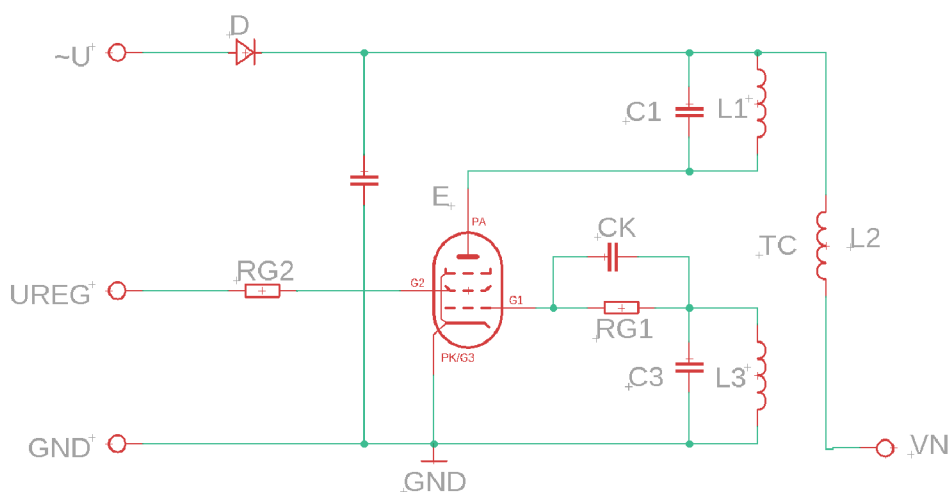 D
~U
C1
L1
E
PA
CK
TC
L2
RG2
UREG
G2
G1
RG1
PK/G3
C3
L3
GND
VN
GND